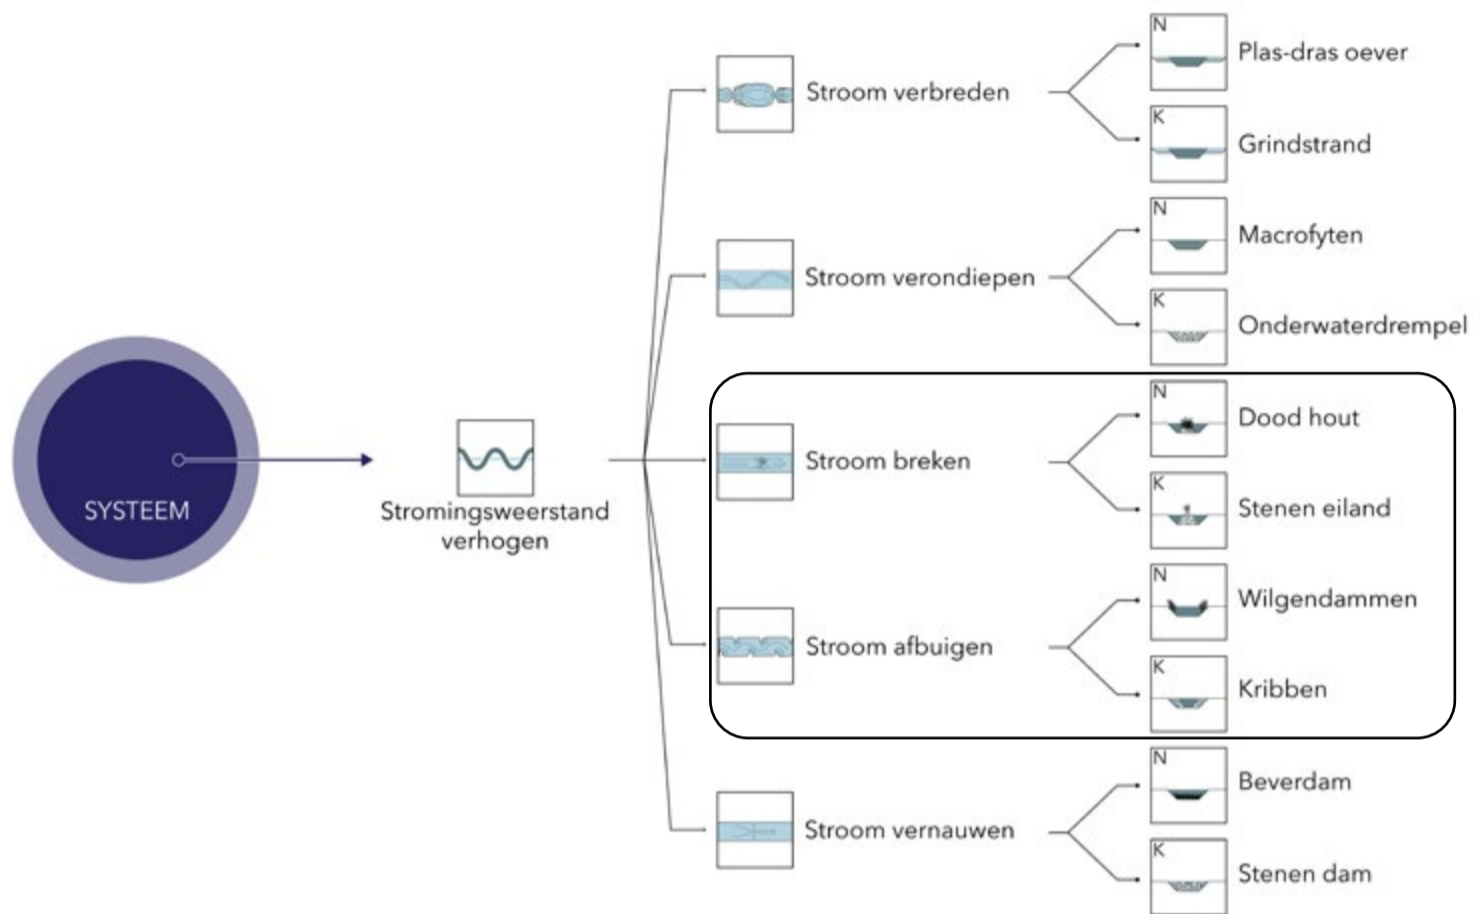 SYSTEEM
Stromingsweerstand
verhogen
Stroom verbreden
N
Plas-dras oever
K
Grindstrand
Stroom verondiepen
N
Macrofyten
K
Onderwaterdrempel
Stroom breken
N
Dood hout
K
Stenen eiland
Stroom afbuigen
N
Wilgendammen
K
Kribben
Stroom vernauwen
N
Beverdam
K
Stenen dam